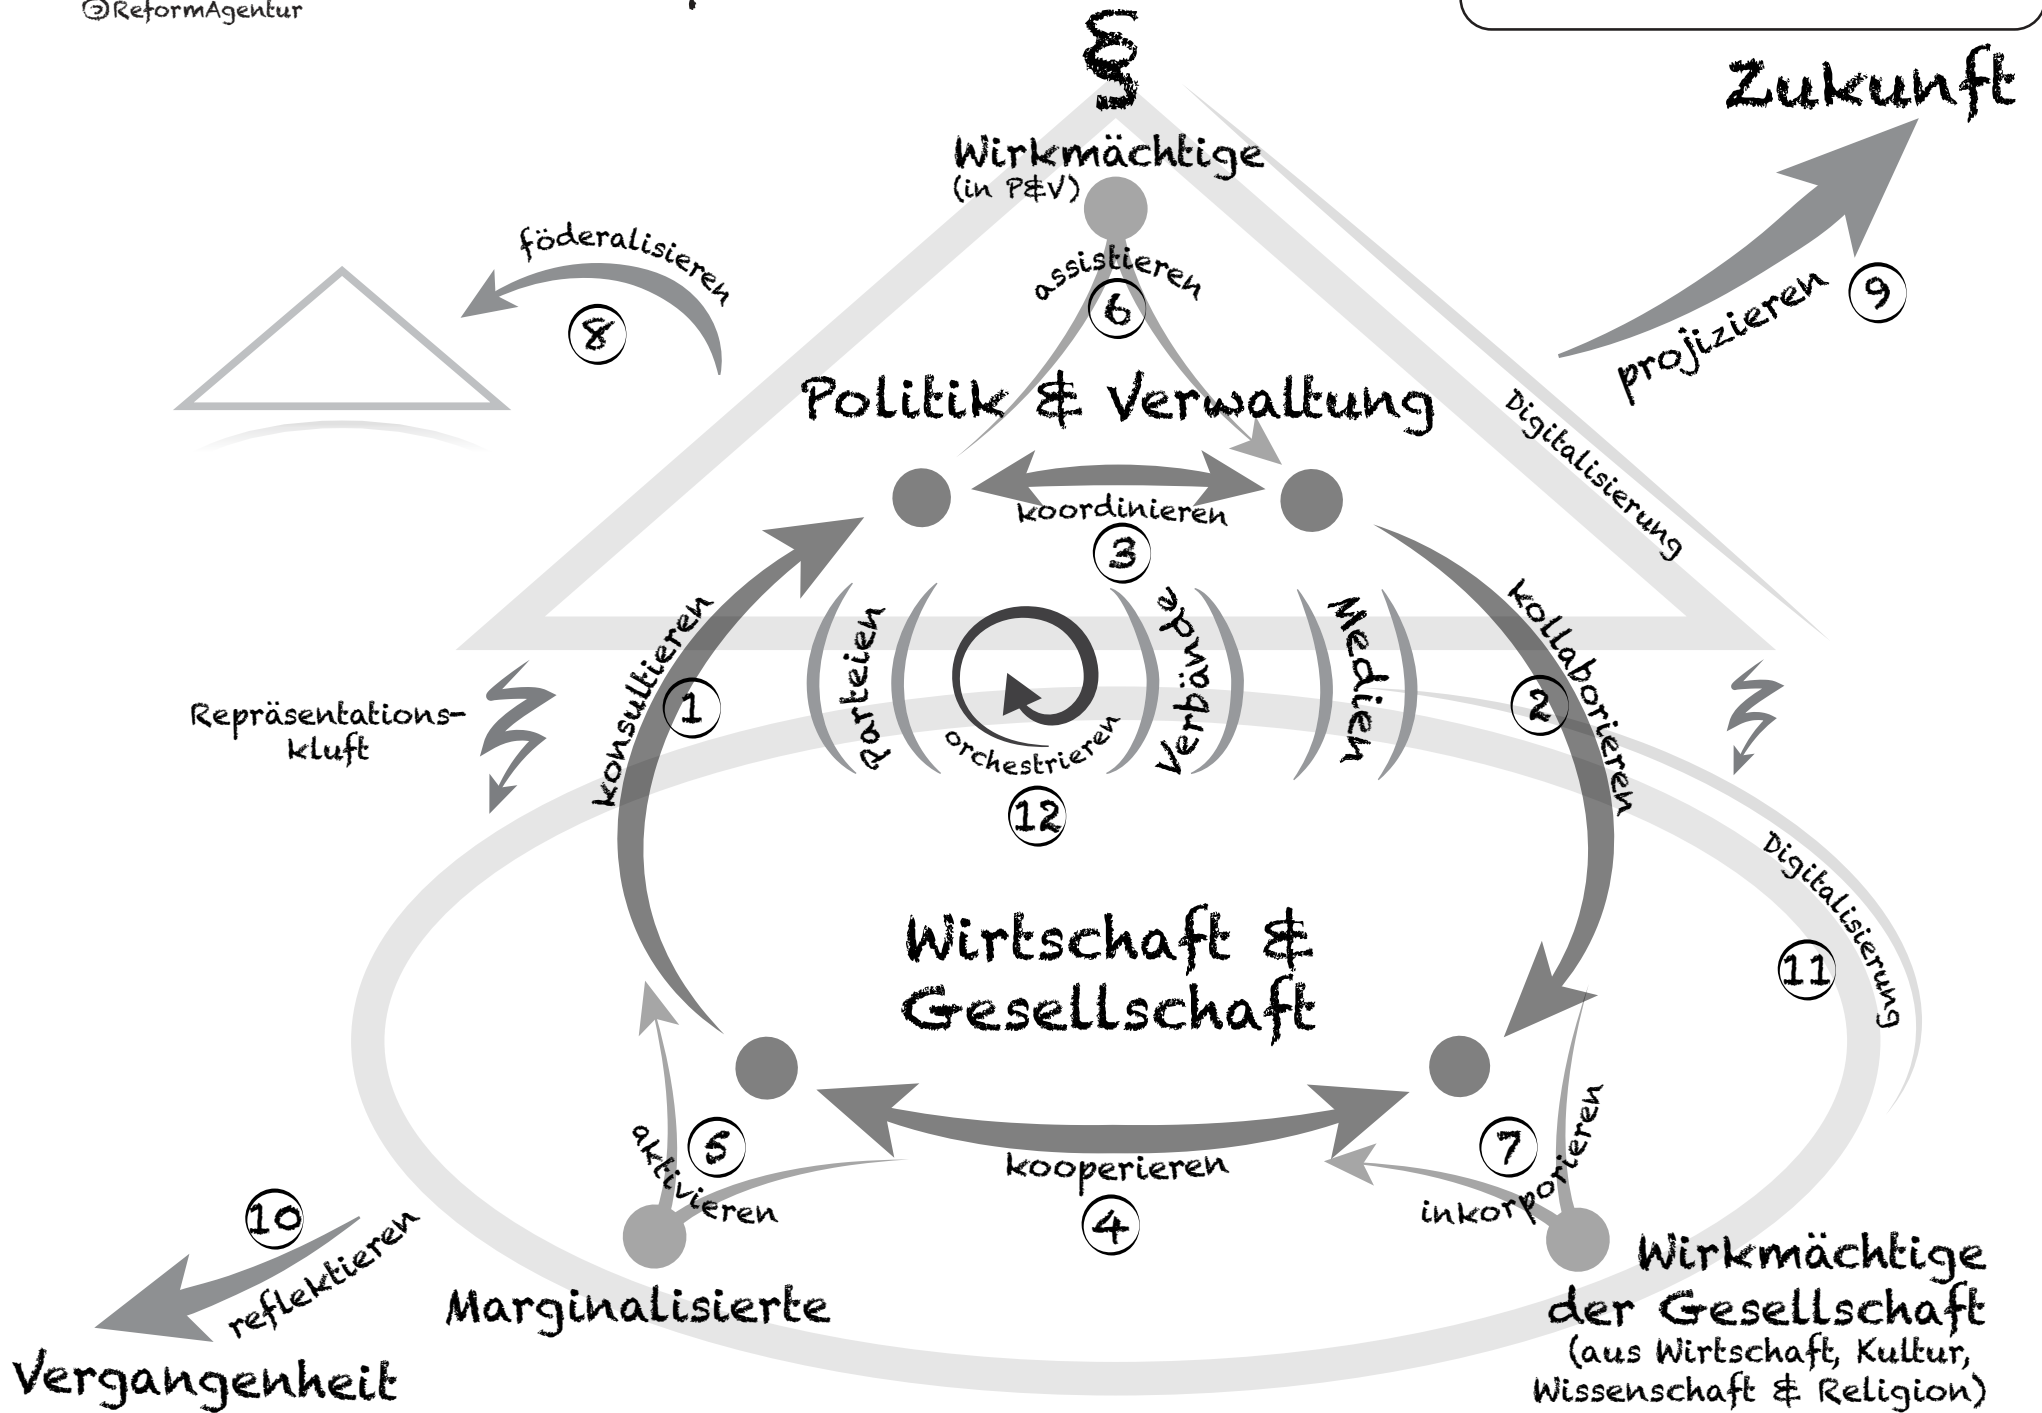 ©ReformAgentur
§
Zukunft
Wirkmächtige
(in P&V)
föderalisieren
8
assistieren
6
projizieren
9
Politik & Verwaltung
Digitalisierung
koordinieren
3
konsultieren
1
Parteien
orchestrieren
12
Verbände
Medien
kollaborieren
2
Repräsentations-
kluft
Digitalisierung
11
Wirtschaft &
Gesellschaft
aktivieren
5
kooperieren
4
inkorporieren
7
10
reflektieren
Vergangenheit
Marginalisierte
Wirkmächtige
der Gesellschaft
(aus Wirtschaft, Kultur,
Wissenschaft & Religion)